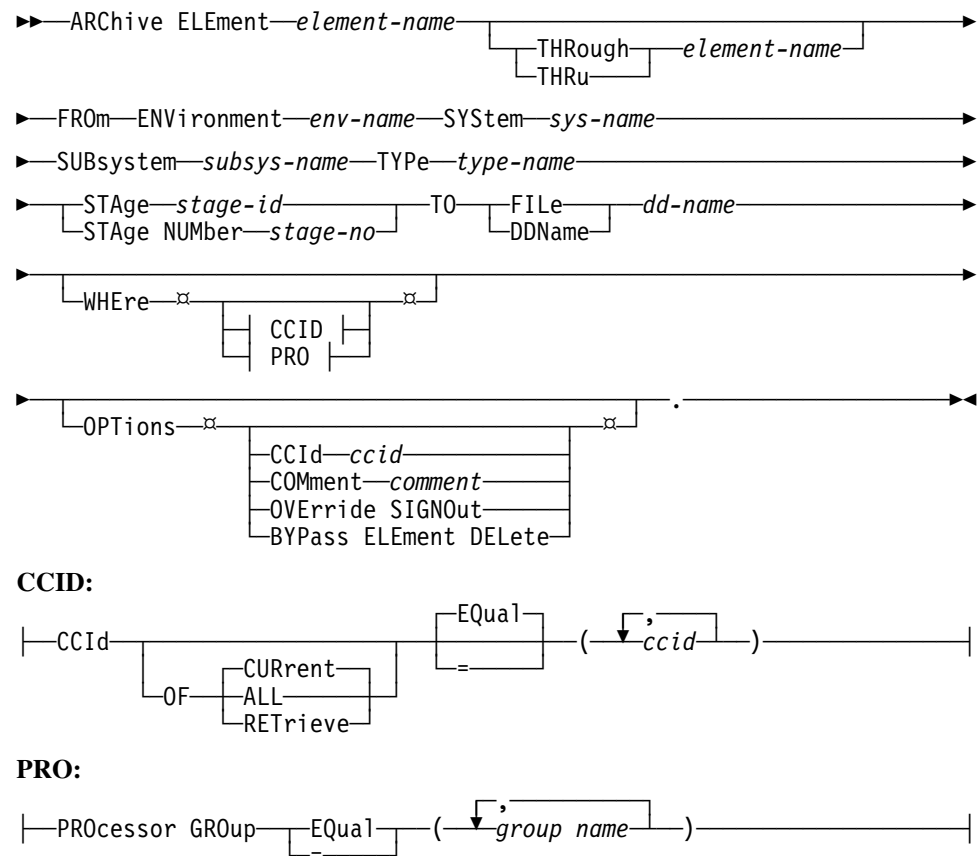 ARChive ELEment element-name
THRough element-name
THRu
FROm ENVironment env-name SYStem sys-name
SUBsystem subsys-name TYPe type-name
STAge stage-id TO FILe dd-name
STAge NUMber stage-no DDName
WHEre ¤ ¤
CCID
PRO
.
OPTions ¤ ¤
CCId ccid
COMment comment
OVErride SIGNOut
BYPass ELEment DELete
CCID:
EQual ,
CCId ( ccid )
=
CURrent
OF ALL
RETrieve
PRO:
,
PROcessor GROup EQual ( group name )
=